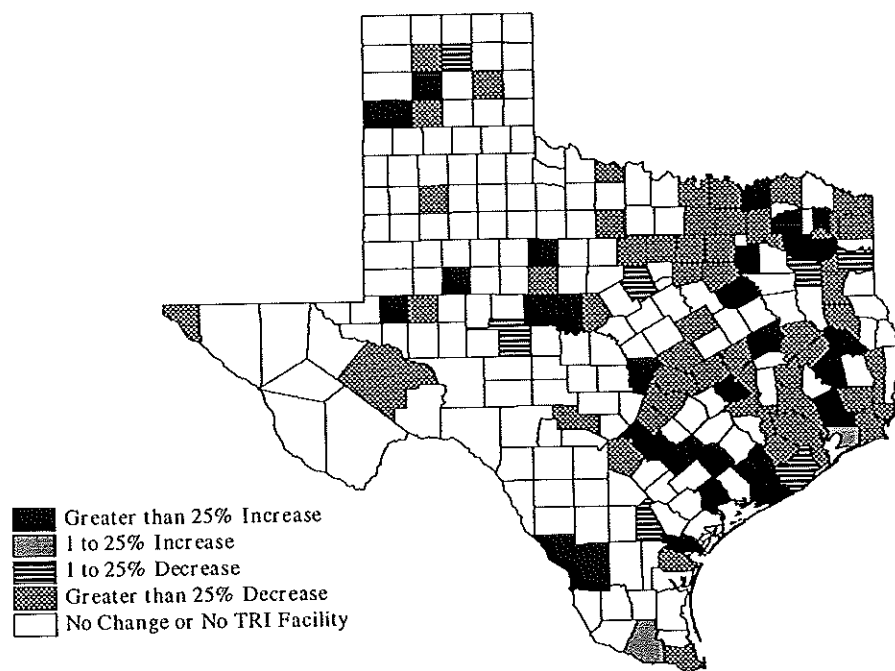 Greater than 25% Increase
1 to 25% Increase
1 to 25% Decrease
Greater than 25% Decrease
No Change or No TRI Facility